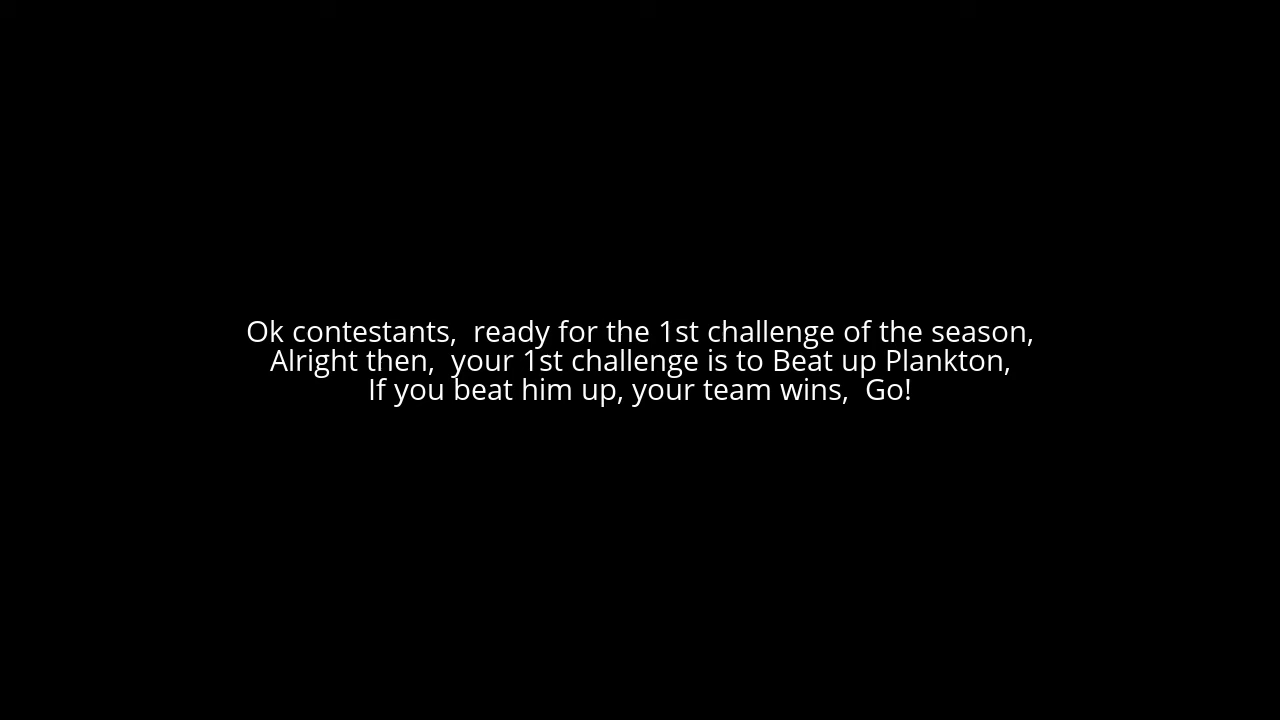 Ok contestants,  ready for the 1st challenge of the season,
Alright then,  your 1st challenge is to Beat up Plankton,
If you beat him up, your team wins,  Go!